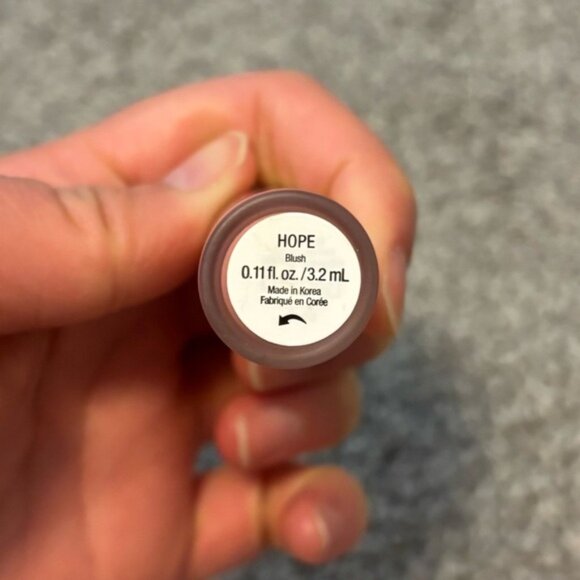 HOPE
Blush
0.11 fl. oz. / 3.2 mL
Made in Korea
Fabriqué en Corée